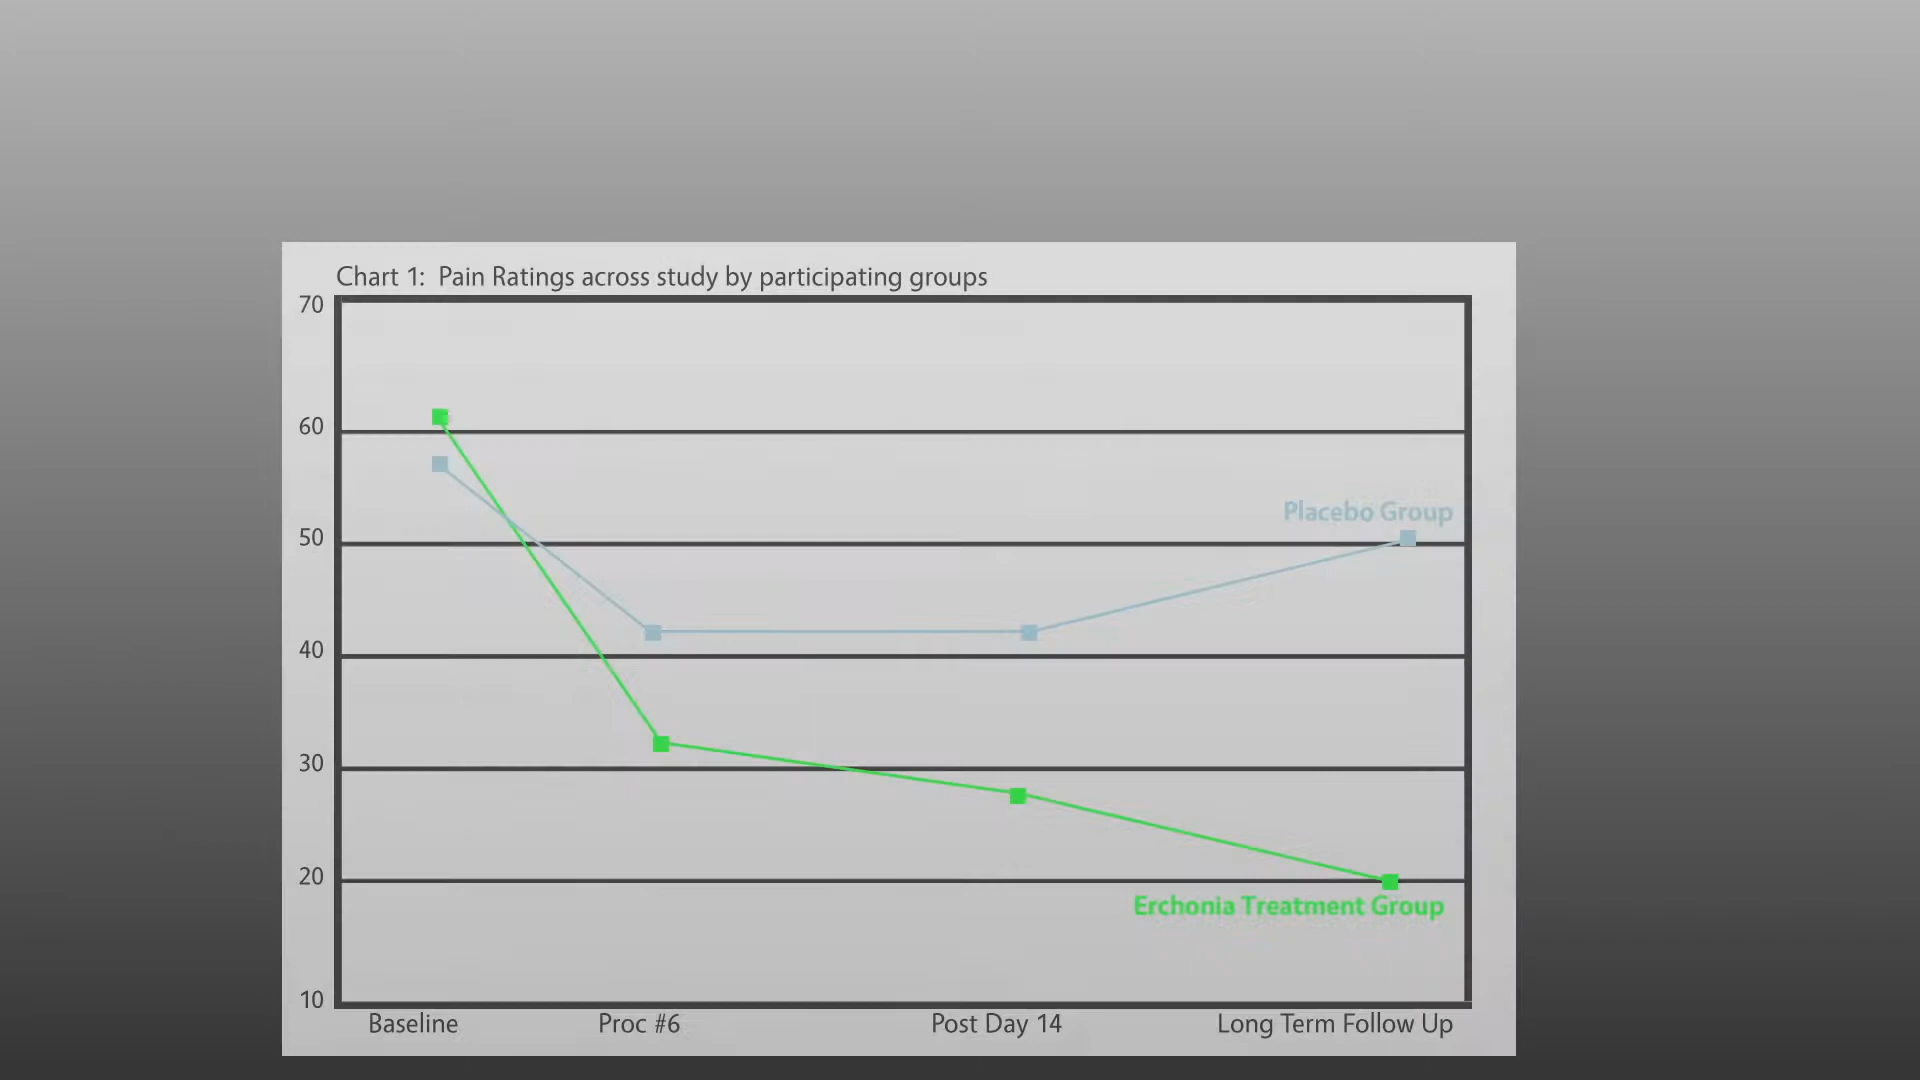 Chart 1: Pain Ratings across study by participating groups
70
60
50
40
30
20
10
Placebo Group
Erchonia Treatment Group
Baseline
Proc #6
Post Day 14
Long Term Follow Up